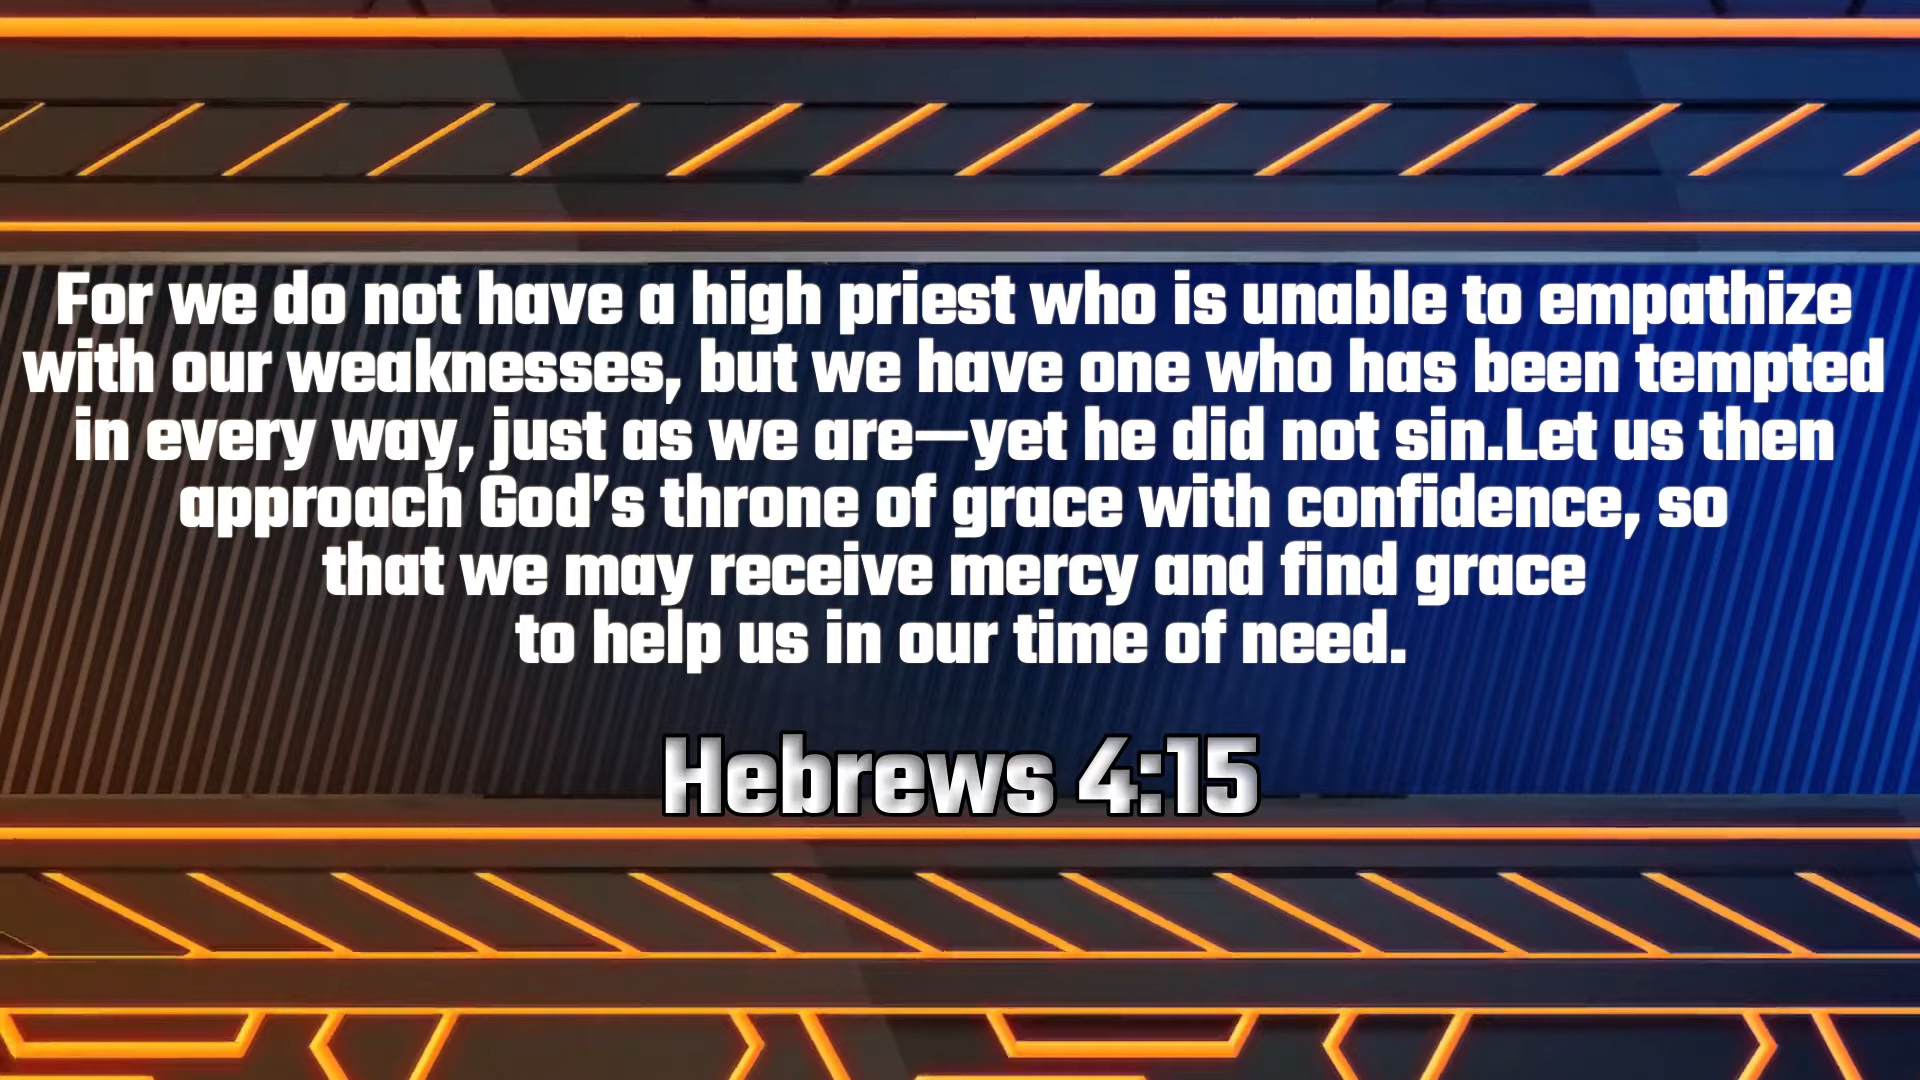 For we do not have a high priest who is unable to empathize
with our weaknesses, but we have one who has been tempted
in every way, just as we are—yet he did not sin.Let us then
approach God’s throne of grace with confidence, so
that we may receive mercy and find grace
to help us in our time of need.
Hebrews 4:15